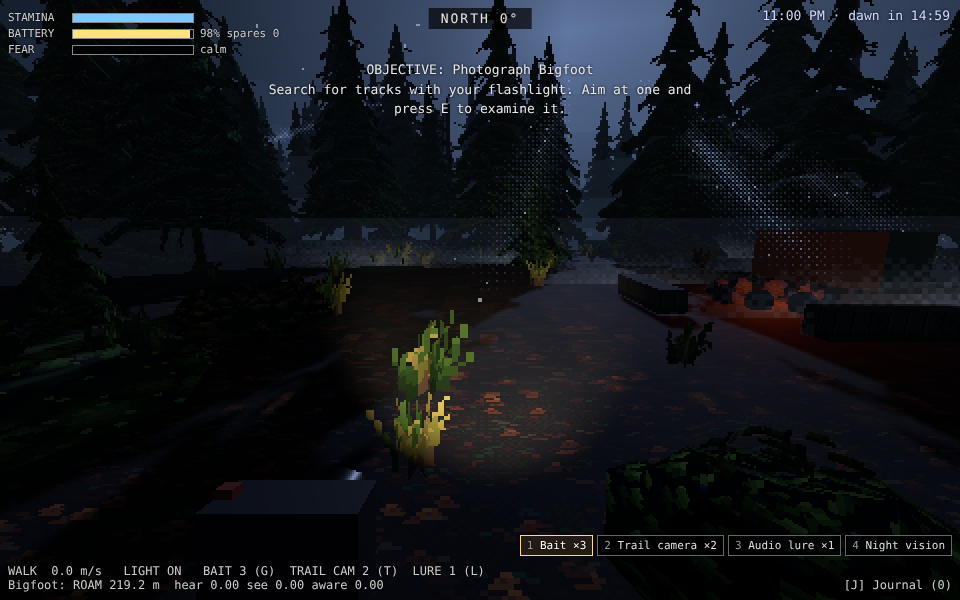 STAMINA
BATTERY 98% spares 0
FEAR calm
NORTH 0°
11:00 PM · dawn in 14:59
OBJECTIVE: Photograph Bigfoot
Search for tracks with your flashlight. Aim at one and
press E to examine it.
1 Bait ×3 2 Trail camera ×2 3 Audio lure ×1 4 Night vision
WALK 0.0 m/s LIGHT ON BAIT 3 (G) TRAIL CAM 2 (T) LURE 1 (L)
Bigfoot: ROAM 219.2 m hear 0.00 see 0.00 aware 0.00
[J] Journal (0)